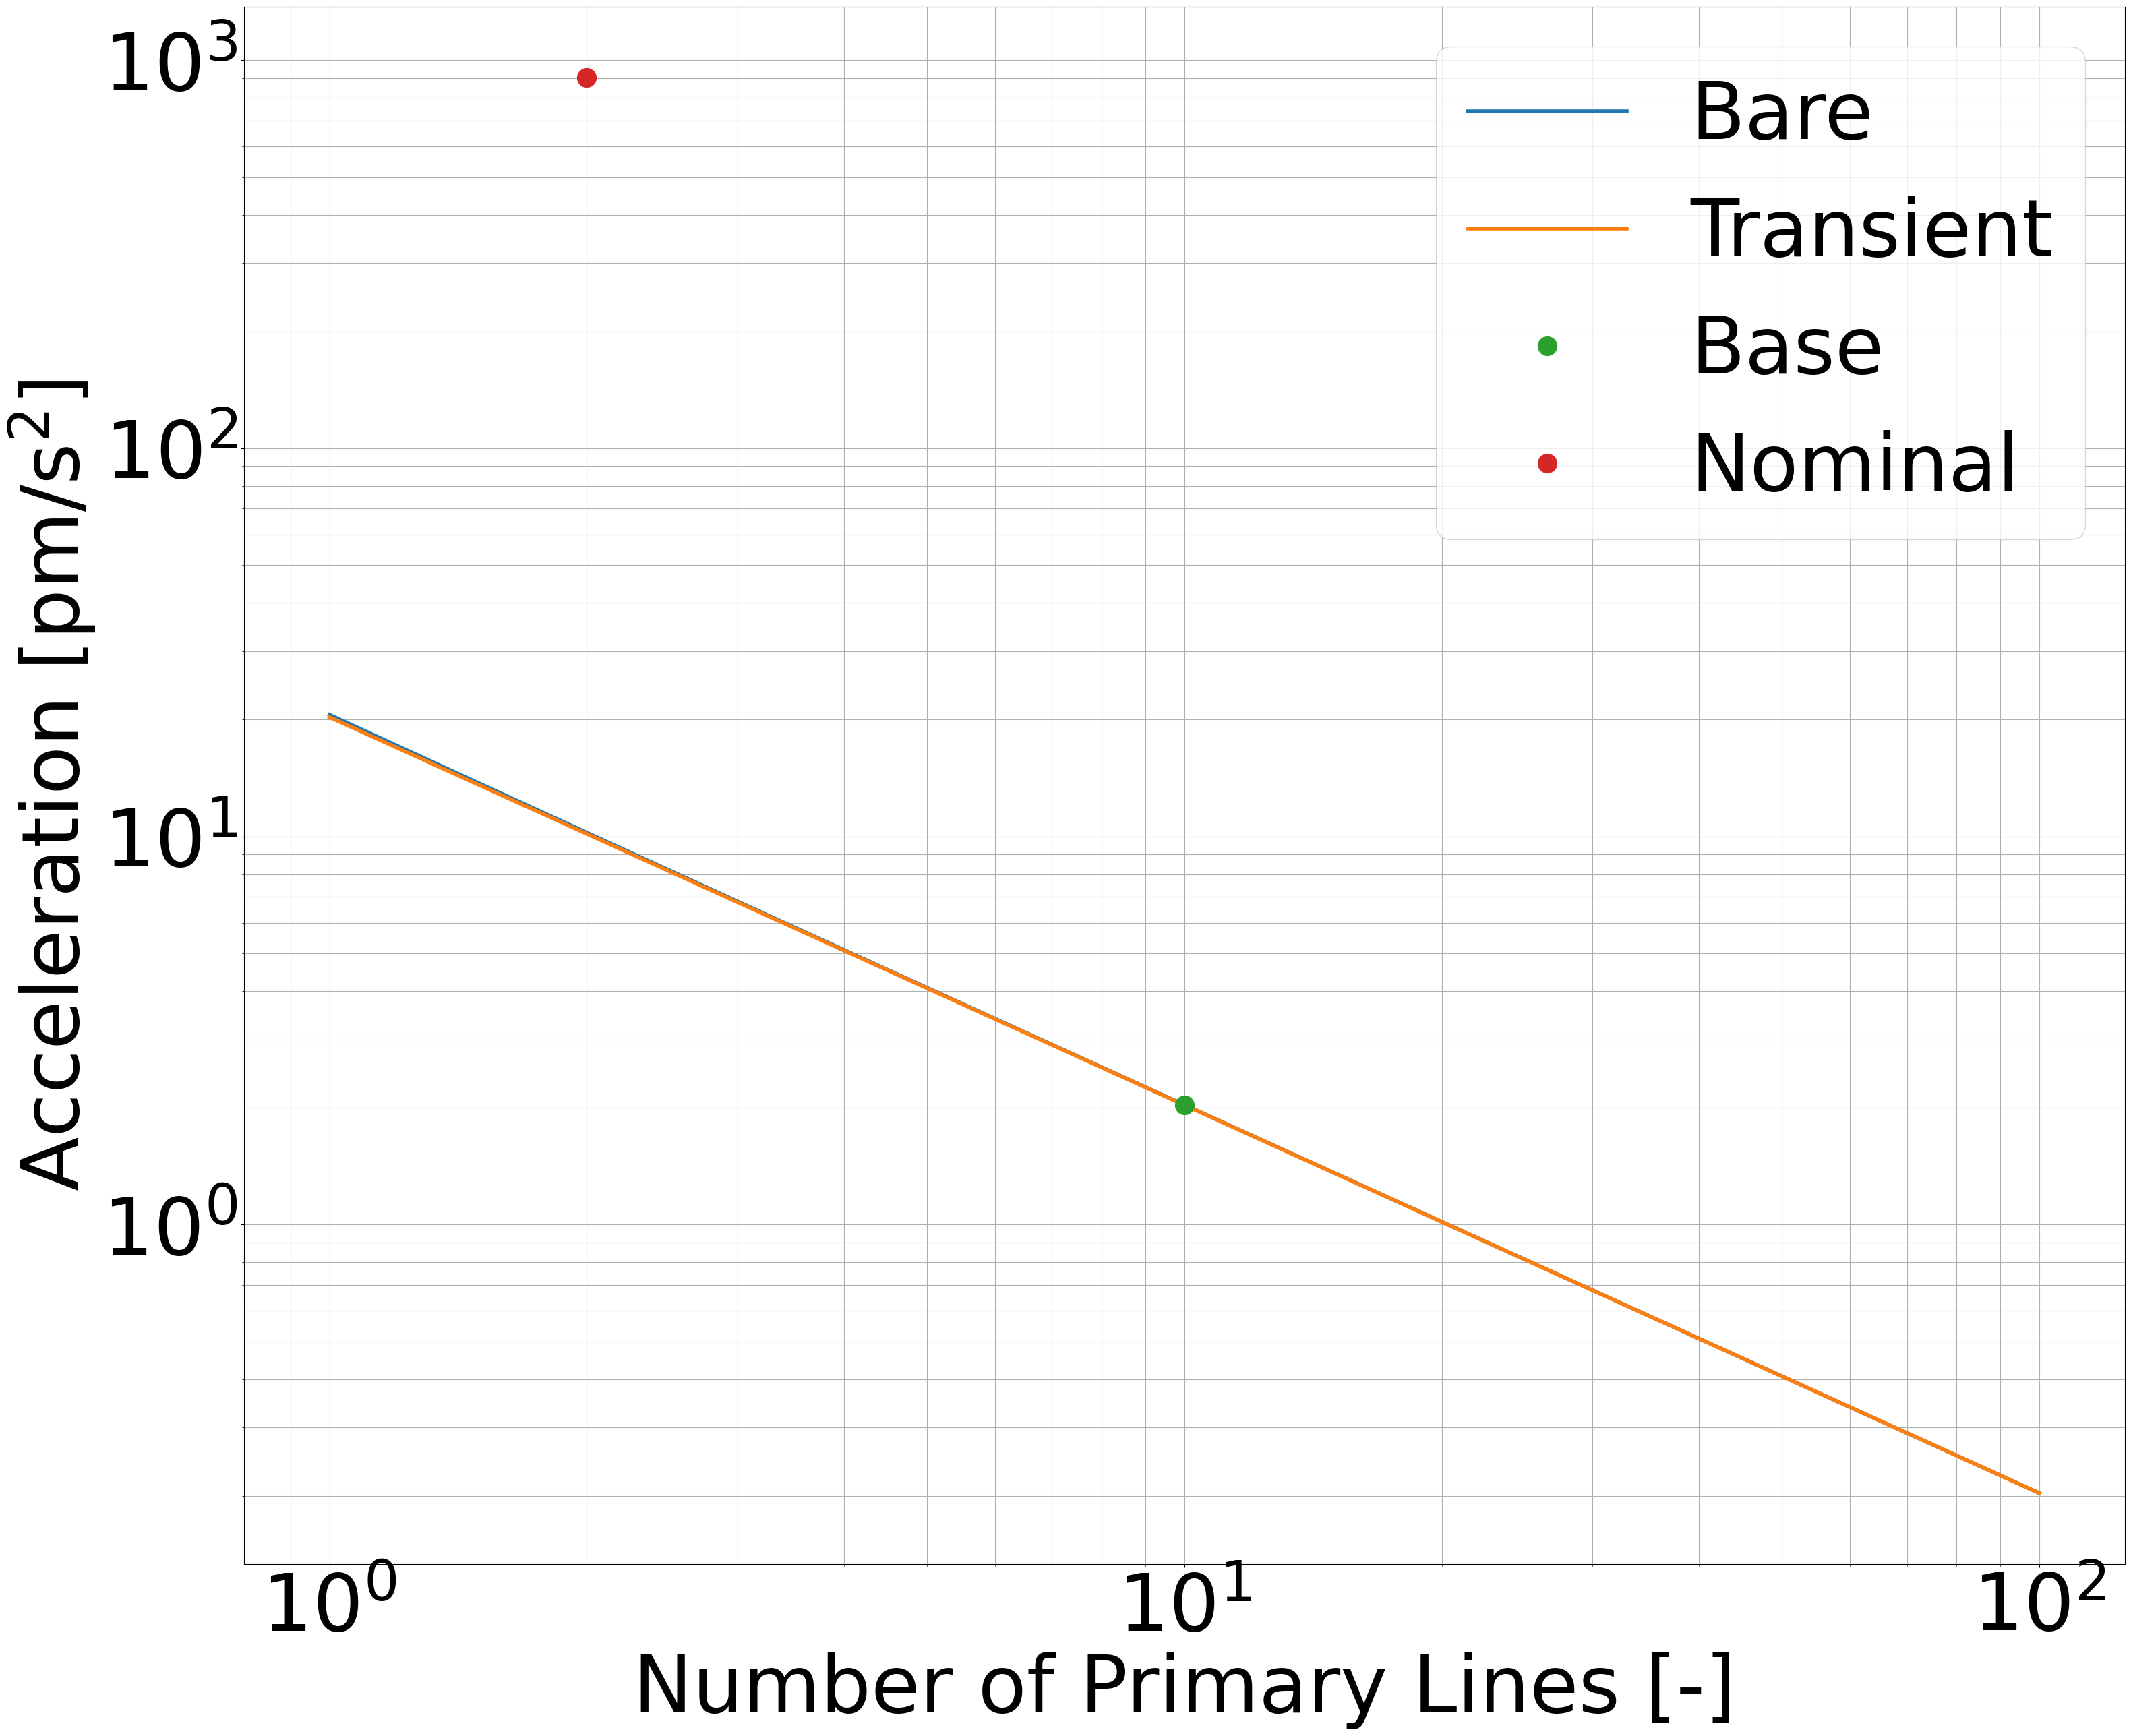 Acceleration [pm/s²]
10³
10²
10¹
10⁰
Bare
Transient
Base
Nominal
10⁰ 10¹ 10²
Number of Primary Lines [-]